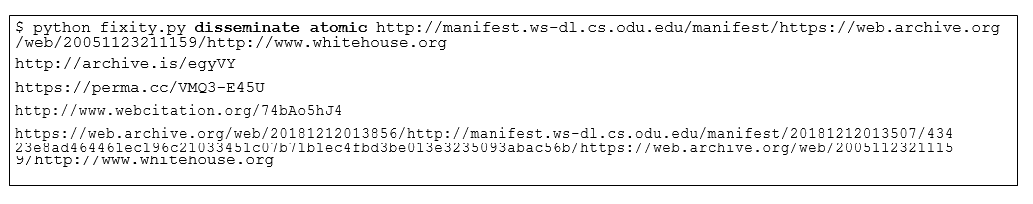 $ python fixity.py disseminate atomic http://manifest.ws-dl.cs.odu.edu/manifest/https://web.archive.org
/web/20051123211159/http://www.whitehouse.org
http://archive.is/egyVY
https://perma.cc/VMQ3-E45U
http://www.webcitation.org/74bAo5hJ4
https://web.archive.org/web/20181212013856/http://manifest.ws-dl.cs.odu.edu/manifest/20181212013507/434
23e8ad464461ec196c21033451c07b71b1ec4fbd3be013e3235093abac56b/https://web.archive.org/web/2005112321115
9/http://www.whitehouse.org